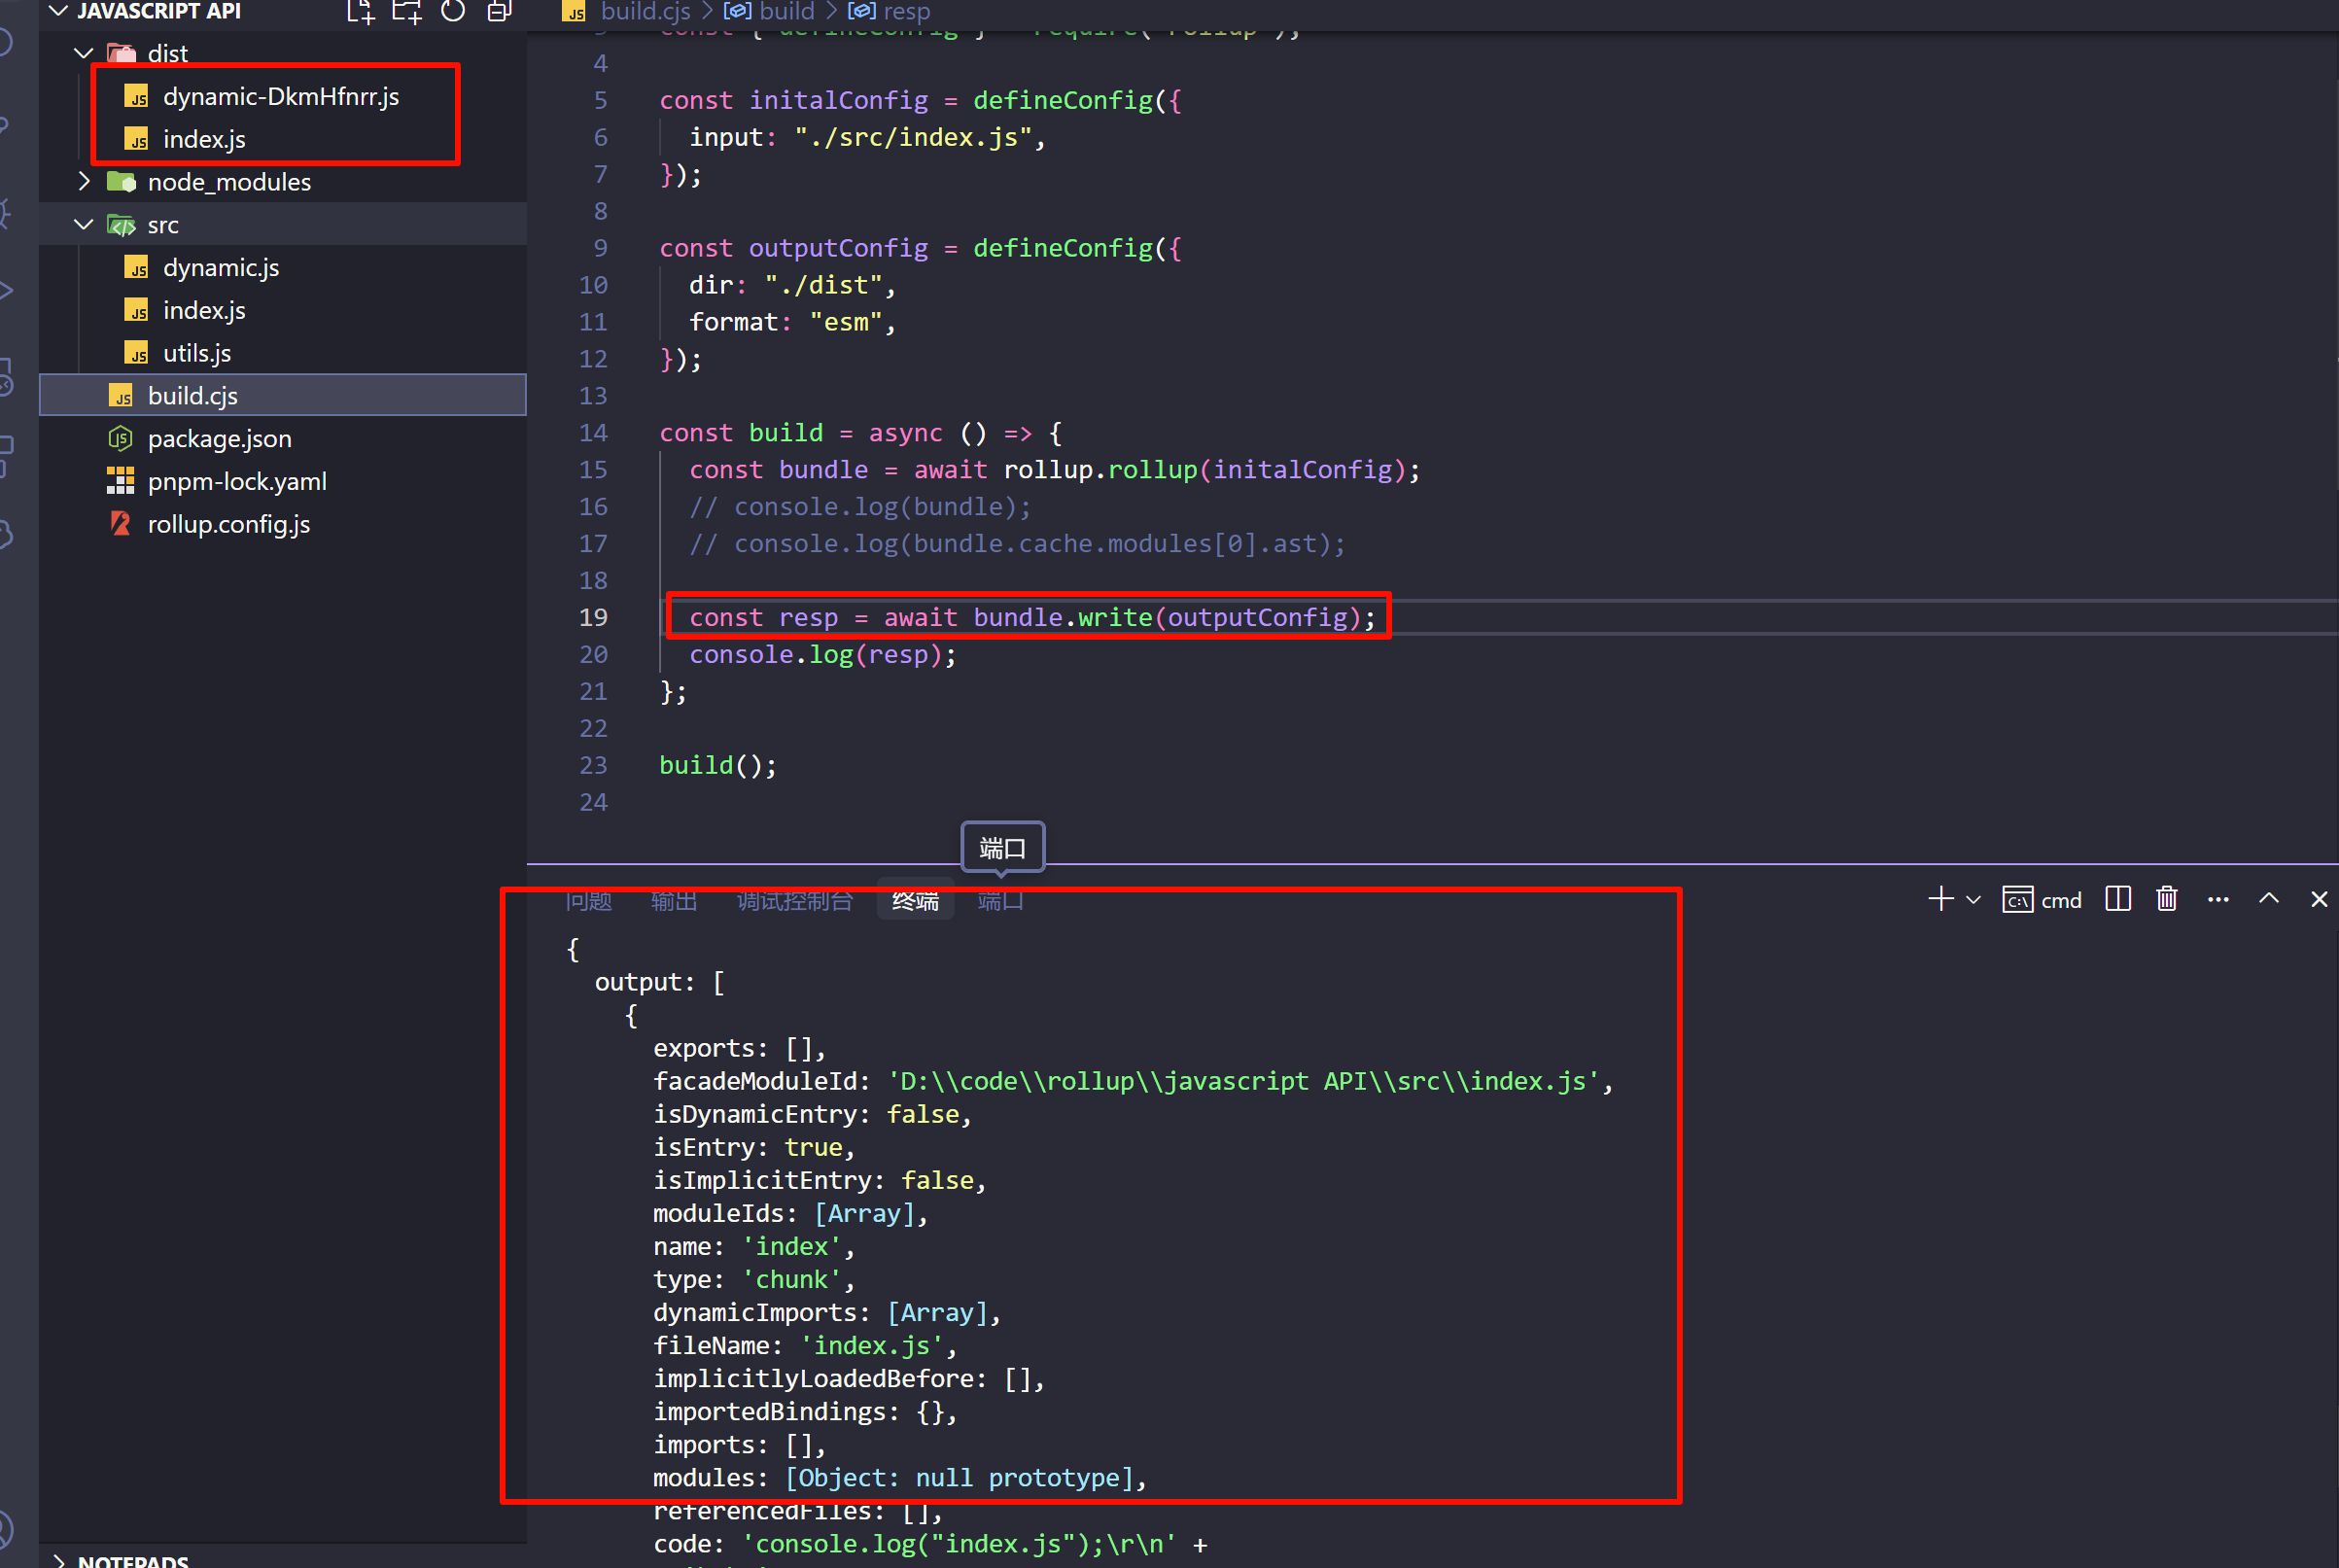 JAVASCRIPT API
dist
dynamic-DkmHfnrr.js
index.js
node_modules
src
dynamic.js
index.js
utils.js
build.cjs
package.json
pnpm-lock.yaml
rollup.config.js
NOTEPADS
build.cjs > build > resp
3 const { defineConfig } = require("rollup");
4
5 const initalConfig = defineConfig({
6   input: "./src/index.js",
7 });
8
9 const outputConfig = defineConfig({
10   dir: "./dist",
11   format: "esm",
12 });
13
14 const build = async () => {
15   const bundle = await rollup.rollup(initalConfig);
16   // console.log(bundle);
17   // console.log(bundle.cache.modules[0].ast);
18
19   const resp = await bundle.write(outputConfig);
20   console.log(resp);
21 };
22
23 build();
24
端口
问题 输出 调试控制台 终端 端口
cmd
{
  output: [
    {
      exports: [],
      facadeModuleId: 'D:\\code\\rollup\\javascript API\\src\\index.js',
      isDynamicEntry: false,
      isEntry: true,
      isImplicitEntry: false,
      moduleIds: [Array],
      name: 'index',
      type: 'chunk',
      dynamicImports: [Array],
      fileName: 'index.js',
      implicitlyLoadedBefore: [],
      importedBindings: {},
      imports: [],
      modules: [Object: null prototype],
      referencedFiles: [],
      code: 'console.log("index.js");\r\n' +